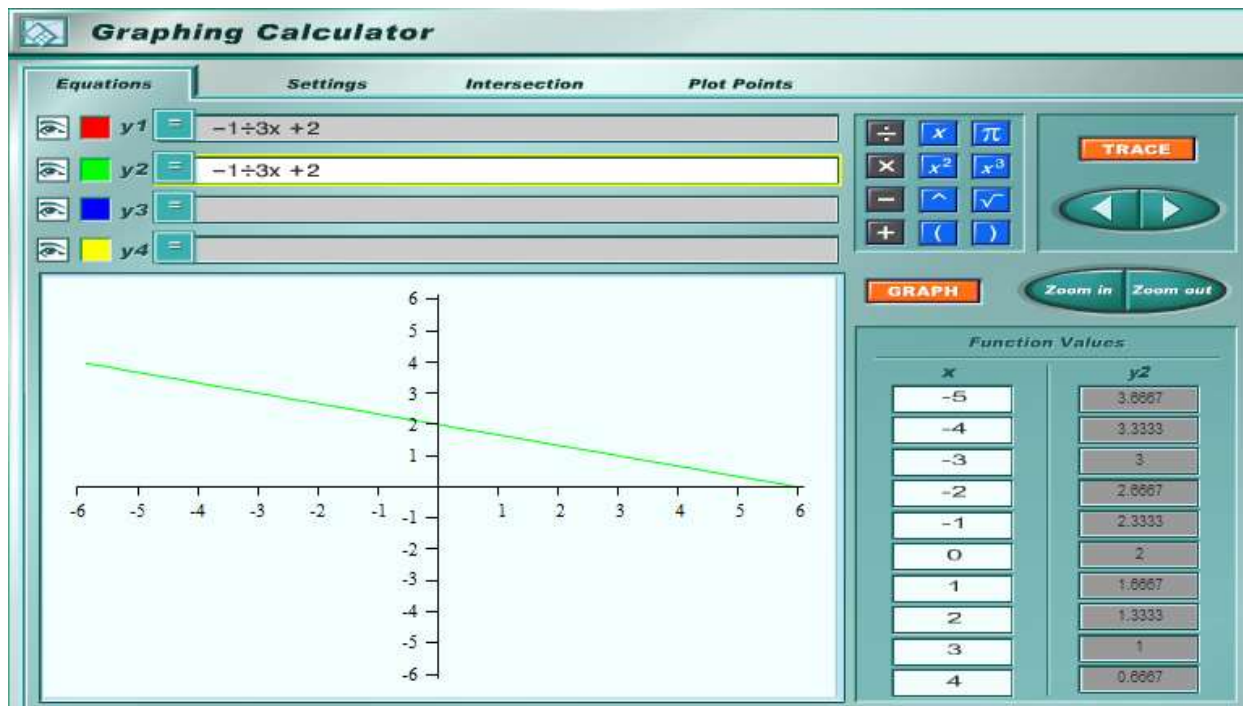 Graphing Calculator
Equations Settings Intersection Plot Points
y1 = −1÷3x +2
y2 = −1÷3x +2
y3 =
y4 =
÷ x π
× x² x³
− ^ √
+ ( )
TRACE
GRAPH
Zoom in Zoom out
6
5
4
3
2
1
-6 -5 -4 -3 -2 -1 1 2 3 4 5 6
-1
-2
-3
-4
-5
-6
Function Values
x y2
-5 3.6667
-4 3.3333
-3 3
-2 2.6667
-1 2.3333
0 2
1 1.6667
2 1.3333
3 1
4 0.6667